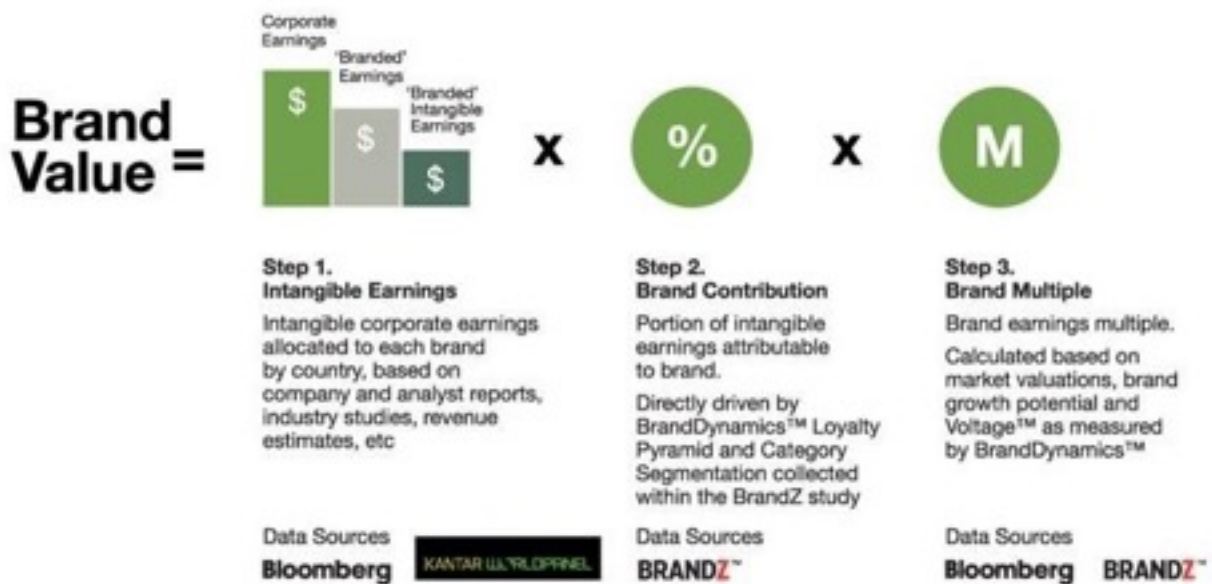 Brand
Value =
Corporate
Earnings
'Branded'
Earnings
'Branded'
Intangible
Earnings
$
$
$
x
%
x
M
Step 1.
Intangible Earnings
Intangible corporate earnings
allocated to each brand
by country, based on
company and analyst reports,
industry studies, revenue
estimates, etc
Data Sources
Bloomberg
KANTAR WORLDPANEL
Step 2.
Brand Contribution
Portion of intangible
earnings attributable
to brand.
Directly driven by
BrandDynamics™ Loyalty
Pyramid and Category
Segmentation collected
within the BrandZ study
Data Sources
BRANDZ™
Step 3.
Brand Multiple
Brand earnings multiple.
Calculated based on
market valuations, brand
growth potential and
Voltage™ as measured
by BrandDynamics™
Data Sources
Bloomberg
BRANDZ™